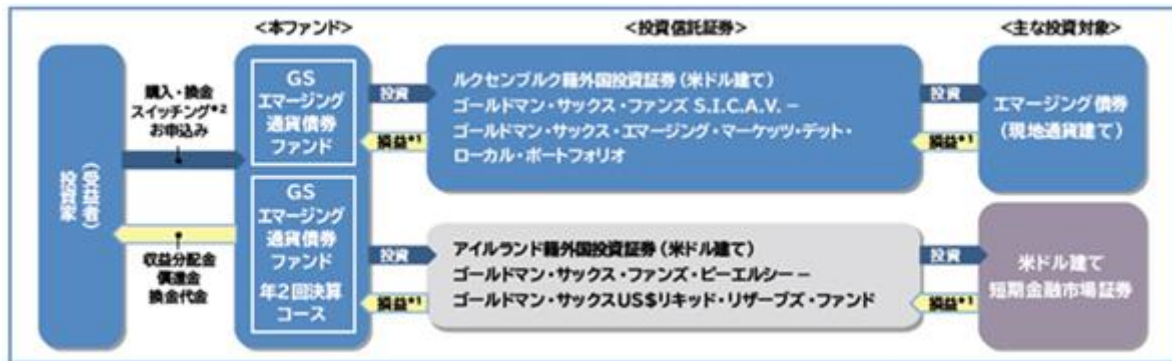 <本ファンド>
<投資信託証券>
<主な投資対象>
投資家
(受益者)
購入・換金
スイッチング*2
お申込み
収益分配金
償還金
換金代金
GS
エマージング
通貨債券
ファンド
GS
エマージング
通貨債券
ファンド
年2回決算
コース
投資
損益*1
ルクセンブルク籍外国投資証券(米ドル建て)
ゴールドマン・サックス・ファンズ S.I.C.A.V. −
ゴールドマン・サックス・エマージング・マーケッツ・デット・
ローカル・ポートフォリオ
投資
損益*1
エマージング債券
(現地通貨建て)
投資
損益*1
アイルランド籍外国投資証券(米ドル建て)
ゴールドマン・サックス・ファンズ・ピーエルシー −
ゴールドマン・サックスUS$リキッド・リザーブズ・ファンド
投資
損益*1
米ドル建て
短期金融市場証券